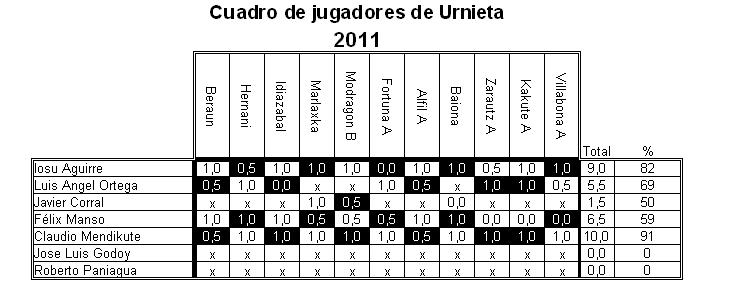 Cuadro de jugadores de Urnieta
2011
Beraun Hernani Idiazabal Marlaxka Modragon B Fortuna A Alfil A Baiona Zarautz A Kakute A Villabona A Total %
Iosu Aguirre 1,0 0,5 1,0 1,0 1,0 0,0 1,0 1,0 0,5 1,0 1,0 9,0 82
Luis Angel Ortega 0,5 1,0 0,0 x x 1,0 0,5 x 1,0 1,0 0,5 5,5 69
Javier Corral x x x 1,0 0,5 x x 0,0 x x x 1,5 50
Félix Manso 1,0 1,0 1,0 0,5 0,5 0,5 1,0 1,0 0,0 0,0 0,0 6,5 59
Claudio Mendikute 0,5 1,0 1,0 1,0 1,0 1,0 0,5 1,0 1,0 1,0 1,0 10,0 91
Jose Luis Godoy x x x x x x x x x x x 0,0 0
Roberto Paniagua x x x x x x x x x x x 0,0 0